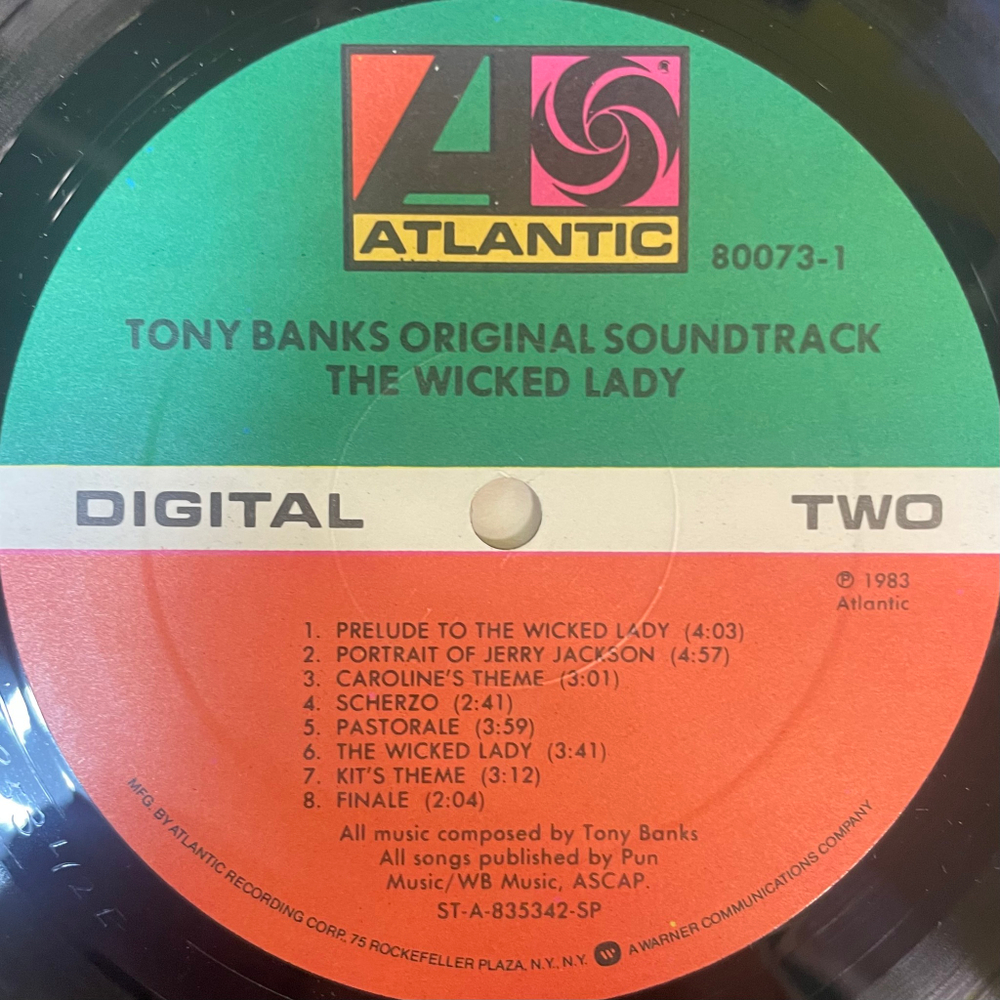 ATLANTIC
80073-1
TONY BANKS ORIGINAL SOUNDTRACK
THE WICKED LADY
DIGITAL
TWO
℗ 1983
Atlantic
1. PRELUDE TO THE WICKED LADY (4:03)
2. PORTRAIT OF JERRY JACKSON (4:57)
3. CAROLINE'S THEME (3:01)
4. SCHERZO (2:41)
5. PASTORALE (3:59)
6. THE WICKED LADY (3:41)
7. KIT'S THEME (3:12)
8. FINALE (2:04)
All music composed by Tony Banks
All songs published by Pun
Music/WB Music, ASCAP.
ST-A-835342-SP
MFG. BY ATLANTIC RECORDING CORP., 75 ROCKEFELLER PLAZA, N.Y., N.Y. A WARNER COMMUNICATIONS COMPANY